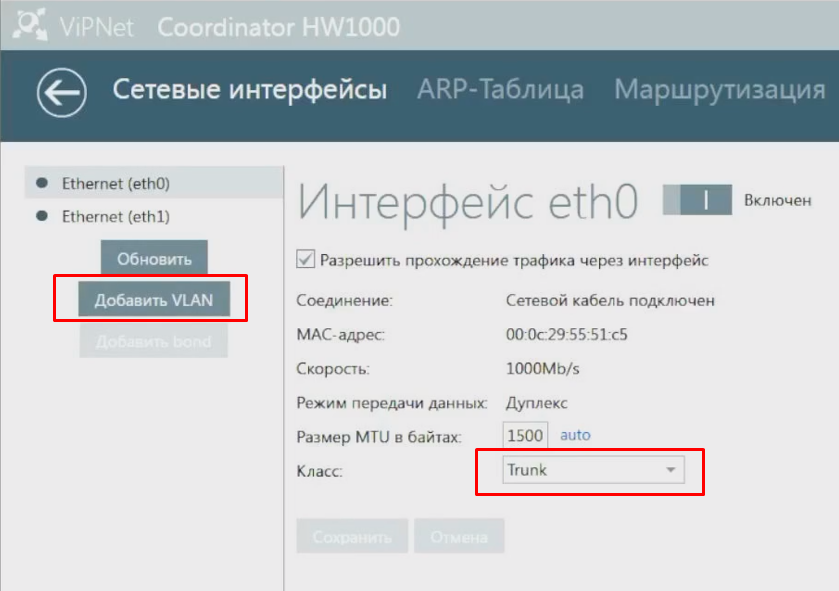 ViPNet Coordinator HW1000
Сетевые интерфейсы ARP-Таблица Маршрутизация
Ethernet (eth0)
Ethernet (eth1)
Обновить
Добавить VLAN
Добавить bond
Интерфейс eth0 Включен
Разрешить прохождение трафика через интерфейс
Соединение: Сетевой кабель подключен
MAC-адрес: 00:0c:29:55:51:c5
Скорость: 1000Mb/s
Режим передачи данных: Дуплекс
Размер MTU в байтах: 1500 auto
Класс: Trunk
Сохранить Отмена